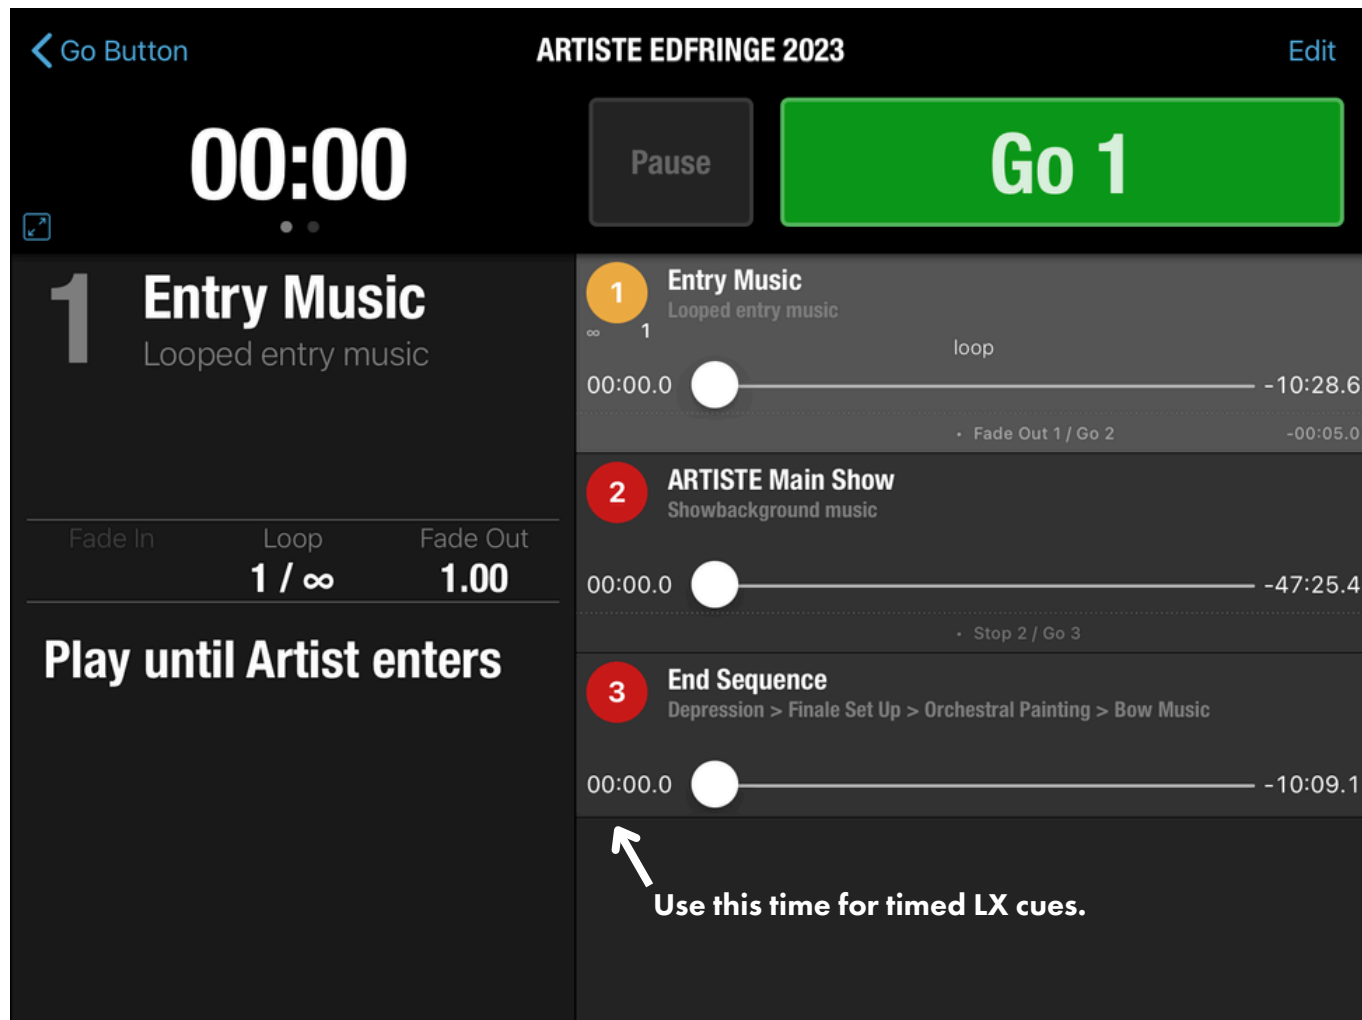 Go Button
ARTISTE EDFRINGE 2023
Edit
00:00
Pause
Go 1
1
Entry Music
Looped entry music
Fade In
Loop
Fade Out
1 / ∞
1.00
Play until Artist enters
1
Entry Music
Looped entry music
∞ 1
loop
00:00.0
-10:28.6
• Fade Out 1 / Go 2
-00:05.0
2
ARTISTE Main Show
Showbackground music
00:00.0
-47:25.4
• Stop 2 / Go 3
3
End Sequence
Depression > Finale Set Up > Orchestral Painting > Bow Music
00:00.0
-10:09.1
Use this time for timed LX cues.